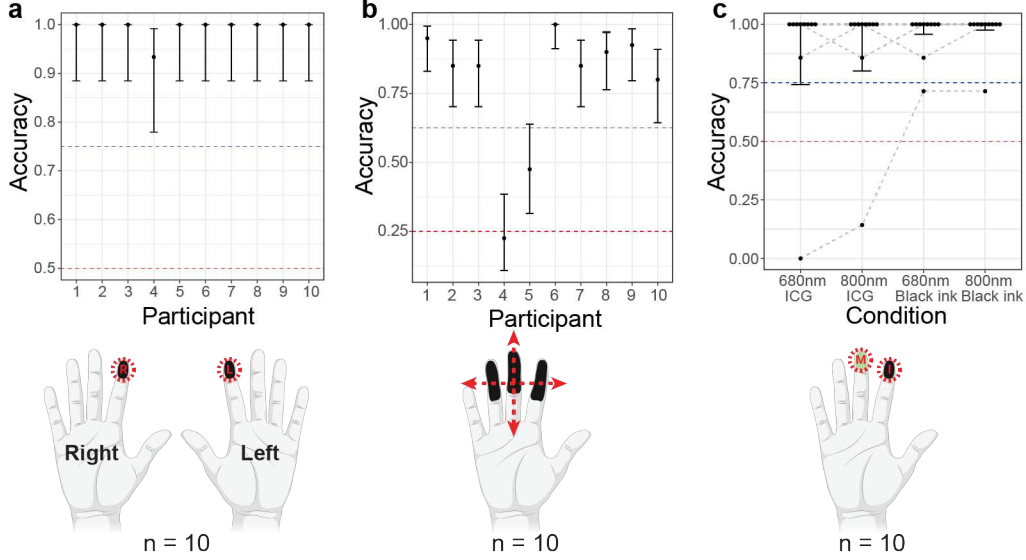 a
Accuracy
1.0
0.9
0.8
0.7
0.6
0.5
1 2 3 4 5 6 7 8 9 10
Participant
R
L
Right
Left
n = 10
b
Accuracy
1.00
0.75
0.50
0.25
1 2 3 4 5 6 7 8 9 10
Participant
n = 10
c
Accuracy
1.00
0.75
0.50
0.25
0.00
680nm 800nm 680nm 800nm
ICG ICG Black ink Black ink
Condition
M
I
n = 10